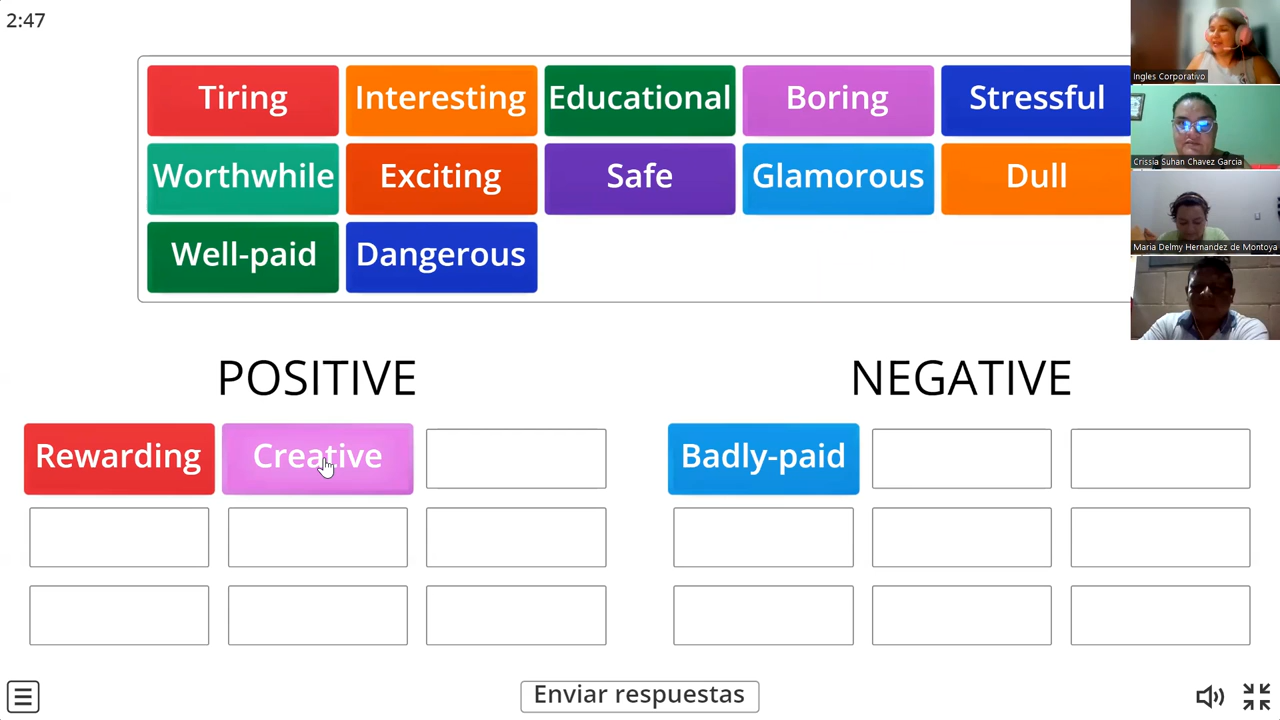 2:47
Tiring Interesting Educational Boring Stressful
Worthwhile Exciting Safe Glamorous Dull
Well-paid Dangerous
POSITIVE NEGATIVE
Rewarding Creative Badly-paid
Enviar respuestas
Ingles Corporativo
Crissia Suhan Chavez Garcia
Maria Delmy Hernandez de Montoya